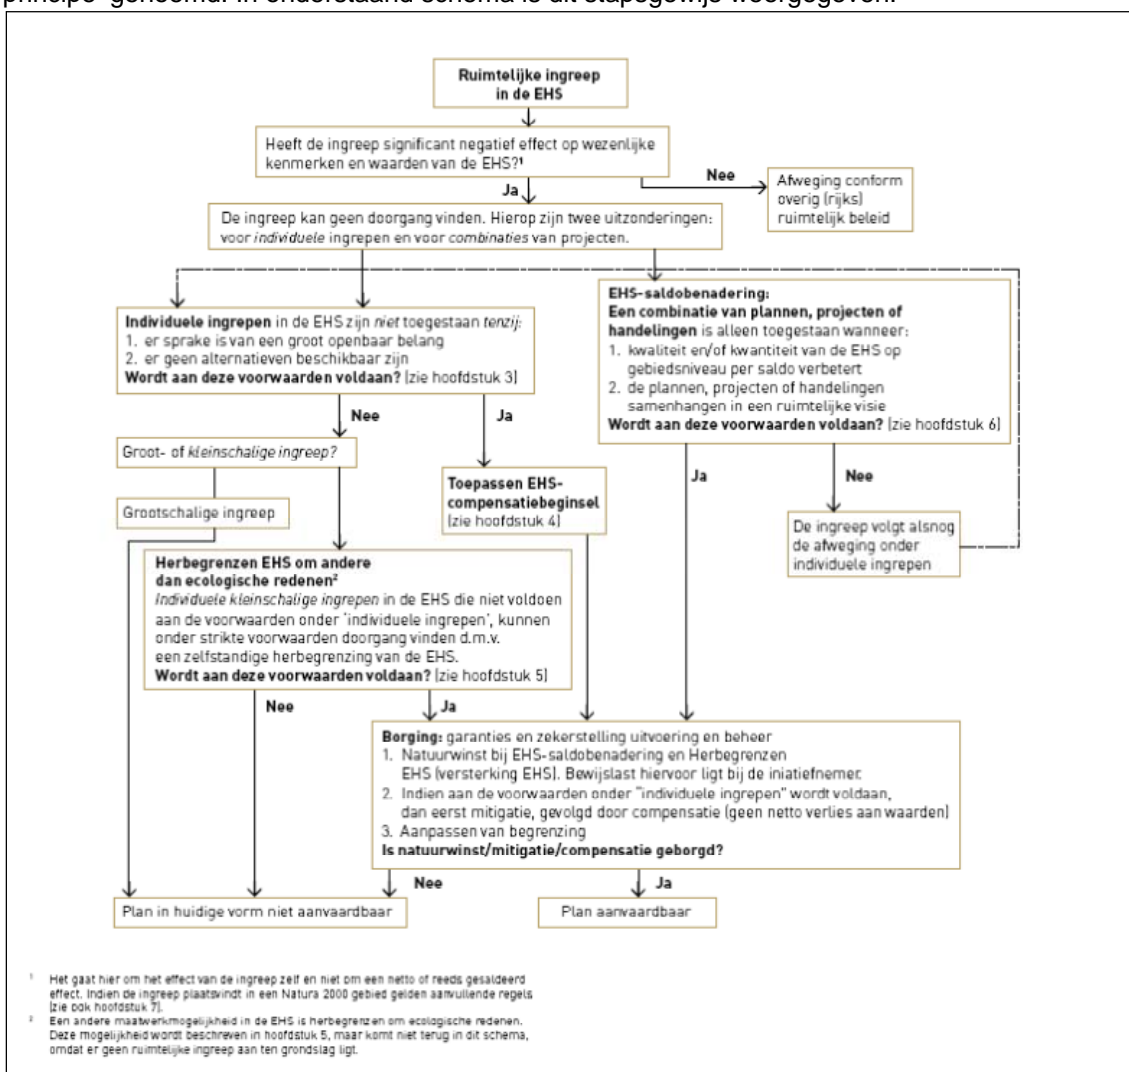 principe' genoemd. In onderstaand schema is dit stapsgewijs weergegeven.
Ruimtelijke ingreep
in de EHS
Heeft de ingreep significant negatief effect op wezenlijke
kenmerken en waarden van de EHS?¹
Nee
Ja
Afweging conform
overig (rijks)
ruimtelijk beleid
De ingreep kan geen doorgang vinden. Hierop zijn twee uitzonderingen:
voor individuele ingrepen en voor combinaties van projecten.
Individuele ingrepen in de EHS zijn niet toegestaan tenzij:
1. er sprake is van een groot openbaar belang
2. er geen alternatieven beschikbaar zijn
Wordt aan deze voorwaarden voldaan? (zie hoofdstuk 3)
EHS-saldobenadering:
Een combinatie van plannen, projecten of
handelingen is alleen toegestaan wanneer:
1. kwaliteit en/of kwantiteit van de EHS op
gebiedsniveau per saldo verbetert
2. de plannen, projecten of handelingen
samenhangen in een ruimtelijke visie
Wordt aan deze voorwaarden voldaan? (zie hoofdstuk 6)
Nee
Ja
Groot- of kleinschalige ingreep?
Ja
Nee
Toepassen EHS-
compensatiebeginsel
(zie hoofdstuk 4)
Grootschalige ingreep
De ingreep volgt alsnog
de afweging onder
individuele ingrepen
Herbegrenzen EHS om andere
dan ecologische redenen²
Individuele kleinschalige ingrepen in de EHS die niet voldoen
aan de voorwaarden onder 'individuele ingrepen', kunnen
onder strikte voorwaarden doorgang vinden d.m.v.
een zelfstandige herbegrenzing van de EHS.
Wordt aan deze voorwaarden voldaan? (zie hoofdstuk 5)
Nee
Ja
Borging: garanties en zekerstelling uitvoering en beheer
1. Natuurwinst bij EHS-saldobenadering en Herbegrenzen
EHS (versterking EHS). Bewijslast hiervoor ligt bij de iniatiefnemer.
2. Indien aan de voorwaarden onder "individuele ingrepen" wordt voldaan,
dan eerst mitigatie, gevolgd door compensatie (geen netto verlies aan waarden)
3. Aanpassen van begrenzing
Is natuurwinst/mitigatie/compensatie geborgd?
Nee
Ja
Plan in huidige vorm niet aanvaardbaar
Plan aanvaardbaar
¹ Het gaat hier om het effect van de ingreep zelf en niet om een netto of reeds gesaldeerd
effect. Indien de ingreep plaatsvindt in een Natura 2000 gebied gelden aanvullende regels
(zie ook hoofdstuk 7).
² Een andere maatwerkmogelijkheid in de EHS is herbegrenzen om ecologische redenen.
Deze mogelijkheid wordt beschreven in hoofdstuk 5, maar komt niet terug in dit schema,
omdat er geen ruimtelijke ingreep aan ten grondslag ligt.